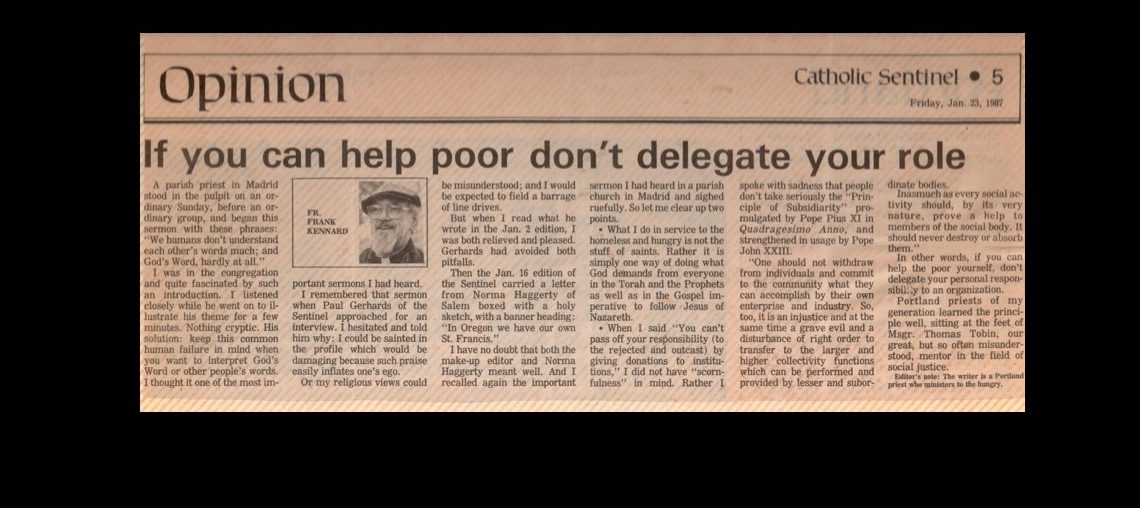 Opinion
Catholic Sentinel • 5
Friday, Jan. 23, 1987
If you can help poor don't delegate your role
A parish priest in Madrid
stood in the pulpit on an or-
dinary Sunday, before an or-
dinary group, and began this
sermon with these phrases:
"We humans don't understand
each other's words much; and
God's Word, hardly at all."
I was in the congregation
and quite fascinated by such
an introduction. I listened
closely while he went on to il-
lustrate his theme for a few
minutes. Nothing cryptic. His
solution: keep this common
human failure in mind when
you want to interpret God's
Word or other people's words.
I thought it one of the most im-
FR.
FRANK
KENNARD
portant sermons I had heard.
I remembered that sermon
when Paul Gerhards of the
Sentinel approached for an
interview. I hesitated and told
him why: I could be sainted in
the profile which would be
damaging because such praise
easily inflates one's ego.
Or my religious views could
be misunderstood; and I would
be expected to field a barrage
of line drives.
But when I read what he
wrote in the Jan. 2 edition, I
was both relieved and pleased.
Gerhards had avoided both
pitfalls.
Then the Jan. 16 edition of
the Sentinel carried a letter
from Norma Haggerty of
Salem boxed with a holy
sketch, with a banner heading:
"In Oregon we have our own
St. Francis."
I have no doubt that both the
make-up editor and Norma
Haggerty meant well. And I
recalled again the important
sermon I had heard in a parish
church in Madrid and sighed
ruefully. So let me clear up two
points.
• What I do in service to the
homeless and hungry is not the
stuff of saints. Rather it is
simply one way of doing what
God demands from everyone
in the Torah and the Prophets
as well as in the Gospel im-
perative to follow Jesus of
Nazareth.
• When I said "You can't
pass off your responsibility (to
the rejected and outcast) by
giving donations to institu-
tions," I did not have "scorn-
fulness" in mind. Rather I
spoke with sadness that people
don't take seriously the "Prin-
ciple of Subsidiarity" pro-
mulgated by Pope Pius XI in
Quadragesimo Anno, and
strengthened in usage by Pope
John XXIII.
"One should not withdraw
from individuals and commit
to the community what they
can accomplish by their own
enterprise and industry. So,
too, it is an injustice and at the
same time a grave evil and a
disturbance of right order to
transfer to the larger and
higher collectivity functions
which can be performed and
provided by lesser and subor-
dinate bodies.
Inasmuch as every social ac-
tivity should, by its very
nature, prove a help to
members of the social body. It
should never destroy or absorb
them."
In other words, if you can
help the poor yourself, don't
delegate your personal respon-
sibility to an organization.
Portland priests of my
generation learned the princi-
ple well, sitting at the feet of
Msgr. Thomas Tobin, our
great, but so often misunder-
stood, mentor in the field of
social justice.
Editor's note: The writer is a Portland
priest who ministers to the hungry.